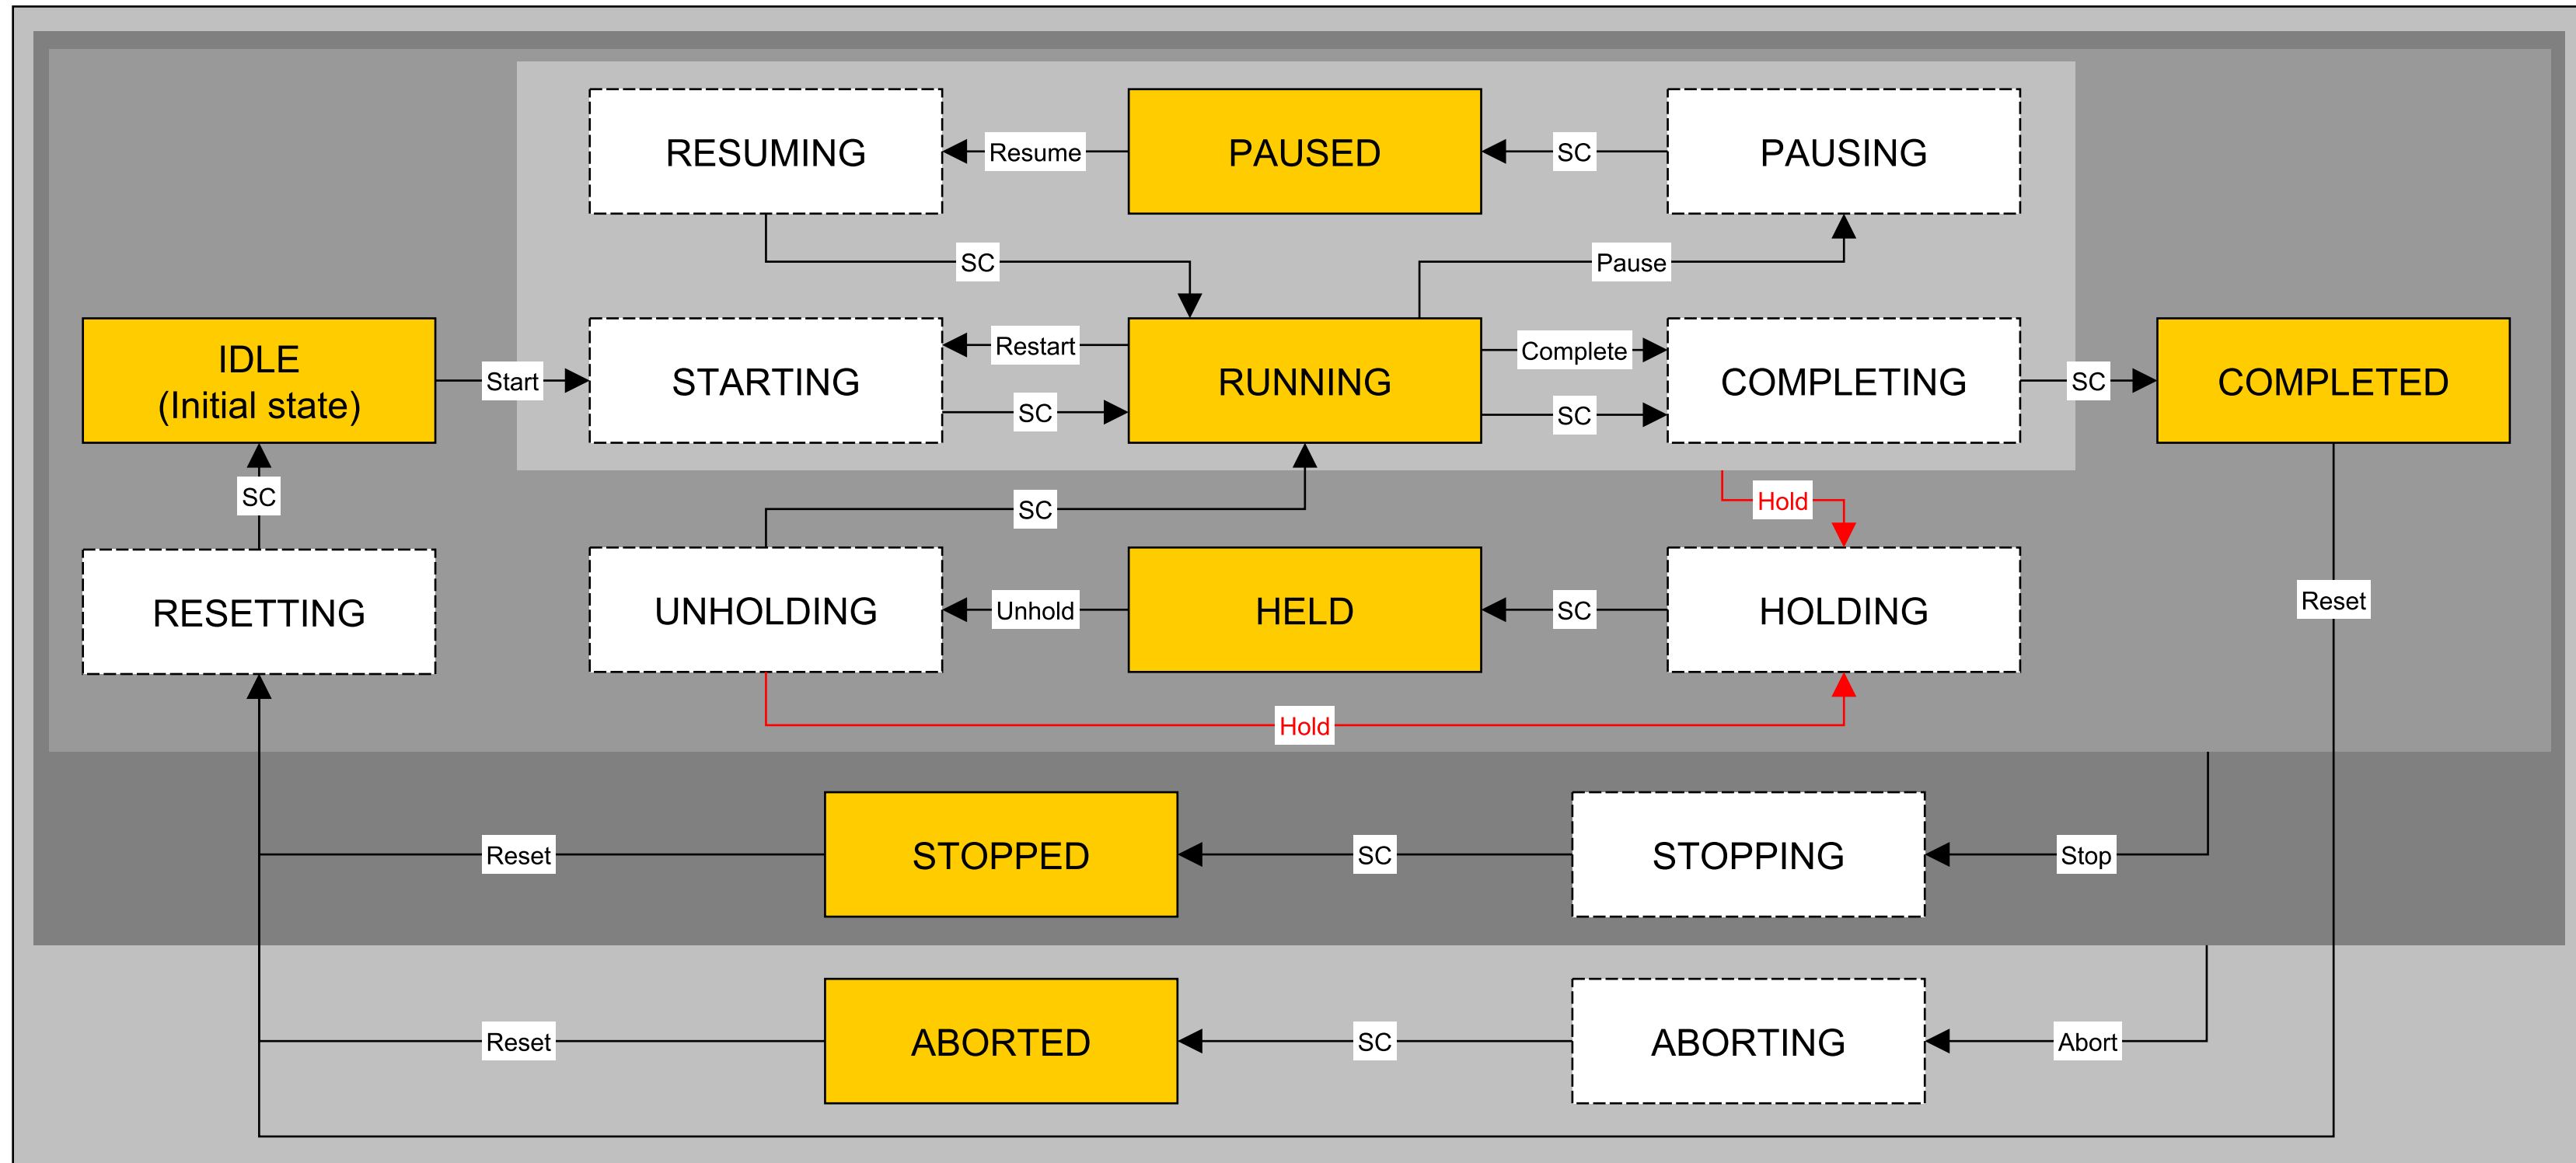 RESUMING
Resume
PAUSED
SC
PAUSING
SC
Pause
IDLE
(Initial state)
Start
STARTING
Restart
SC
RUNNING
Complete
SC
COMPLETING
SC
COMPLETED
SC
SC
Hold
RESETTING
UNHOLDING
Unhold
HELD
SC
HOLDING
Reset
Hold
Reset
STOPPED
SC
STOPPING
Stop
Reset
ABORTED
SC
ABORTING
Abort